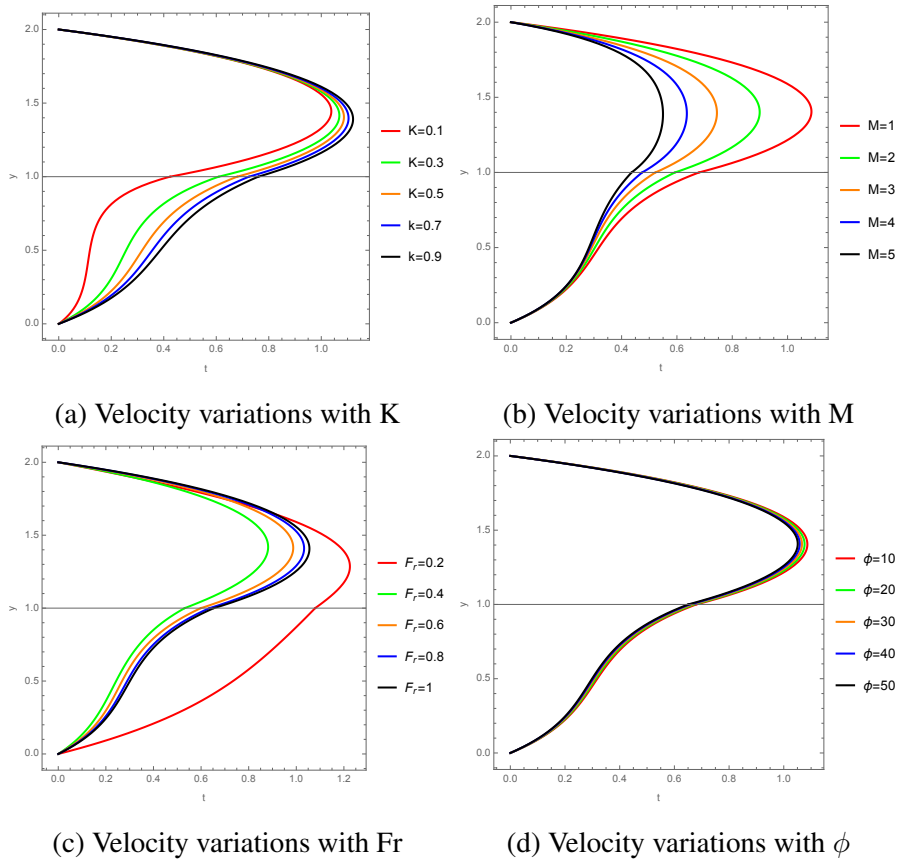 2.0
1.5
1.0
0.5
0.0
y
0.0 0.2 0.4 0.6 0.8 1.0
t
K=0.1
K=0.3
K=0.5
k=0.7
k=0.9
(a) Velocity variations with K
2.0
1.5
1.0
0.5
0.0
y
0.0 0.2 0.4 0.6 0.8 1.0
t
M=1
M=2
M=3
M=4
M=5
(b) Velocity variations with M
2.0
1.5
1.0
0.5
0.0
y
0.0 0.2 0.4 0.6 0.8 1.0 1.2
t
F_r=0.2
F_r=0.4
F_r=0.6
F_r=0.8
F_r=1
(c) Velocity variations with Fr
2.0
1.5
1.0
0.5
0.0
y
0.0 0.2 0.4 0.6 0.8 1.0
t
ϕ=10
ϕ=20
ϕ=30
ϕ=40
ϕ=50
(d) Velocity variations with ϕ